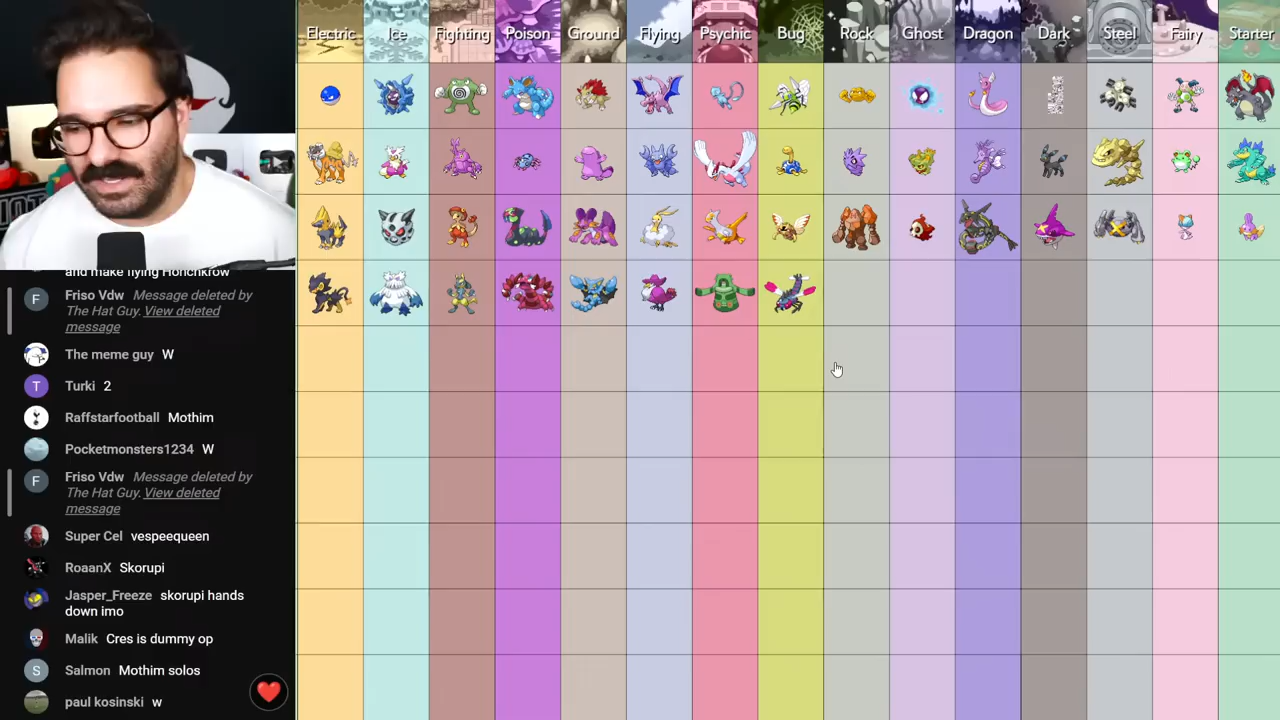 Electric Ice Fighting Poison Ground Flying Psychic Bug Rock Ghost Dragon Dark Steel Fairy Starter
and make flying Honchkrow
Friso Vdw Message deleted by
The Hat Guy. View deleted
message
The meme guy W
Turki 2
Raffstarfootball Mothim
Pocketmonsters1234 W
Friso Vdw Message deleted by
The Hat Guy. View deleted
message
Super Cel vespeequeen
RoaanX Skorupi
Jasper_Freeze skorupi hands
down imo
Malik Cres is dummy op
Salmon Mothim solos
paul kosinski w
F
T
F
S